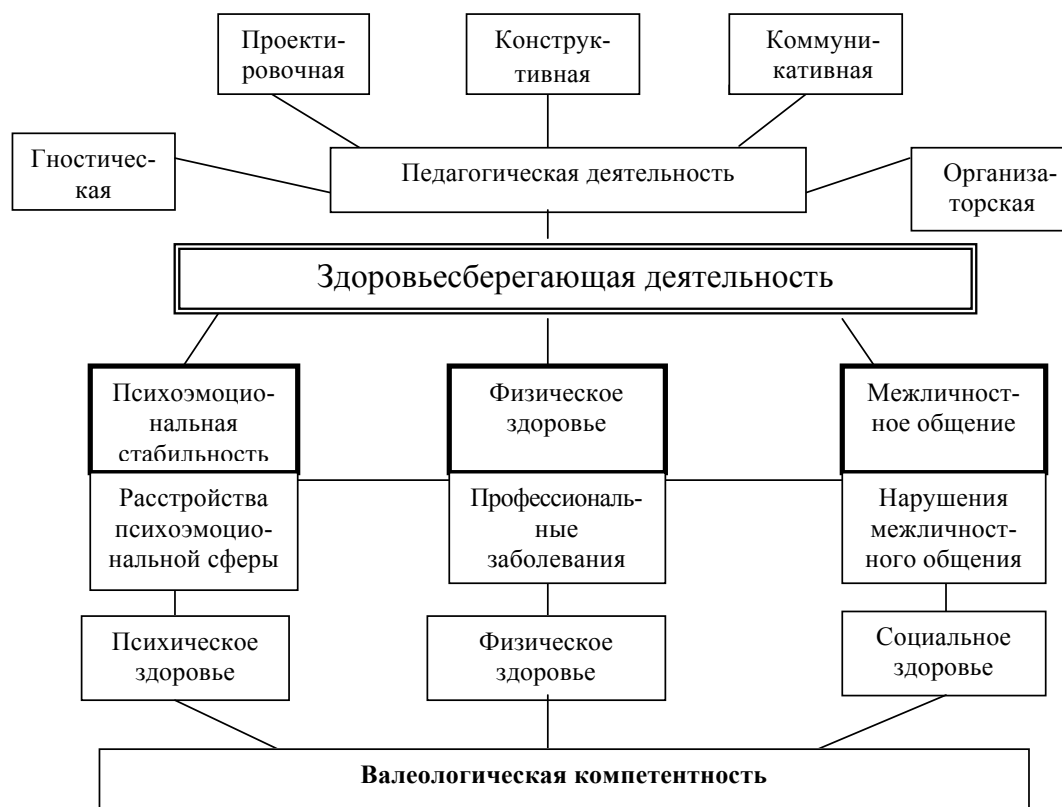 Проекти-
ровочная
Конструк-
тивная
Коммуни-
кативная
Гностичес-
кая
Педагогическая деятельность
Организа-
торская
Здоровьесберегающая деятельность
Психоэмоцио-
нальная
стабильность
Физическое
здоровье
Межличност-
ное общение
Расстройства
психоэмоцио-
нальной сферы
Профессиональ-
ные
заболевания
Нарушения
межличност-
ного общения
Психическое
здоровье
Физическое
здоровье
Социальное
здоровье
Валеологическая компетентность